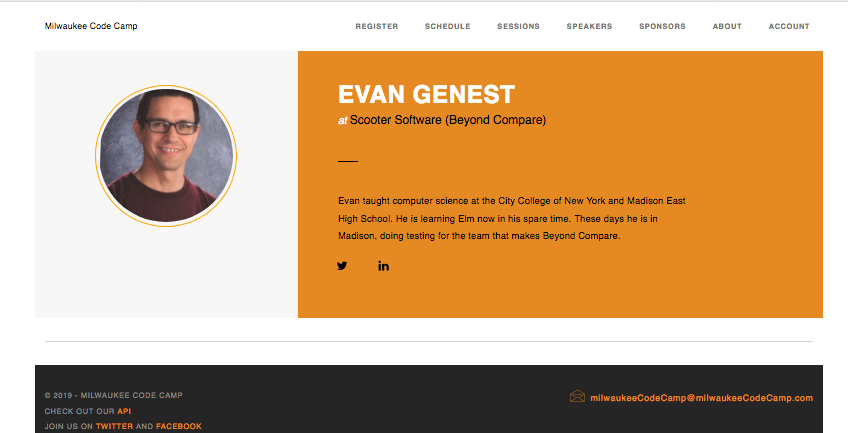 Milwaukee Code Camp
REGISTER SCHEDULE SESSIONS SPEAKERS SPONSORS ABOUT ACCOUNT
EVAN GENEST
at Scooter Software (Beyond Compare)
Evan taught computer science at the City College of New York and Madison East
High School. He is learning Elm now in his spare time. These days he is in
Madison, doing testing for the team that makes Beyond Compare.
© 2019 - MILWAUKEE CODE CAMP
CHECK OUT OUR API
JOIN US ON TWITTER AND FACEBOOK
milwaukeeCodeCamp@milwaukeeCodeCamp.com